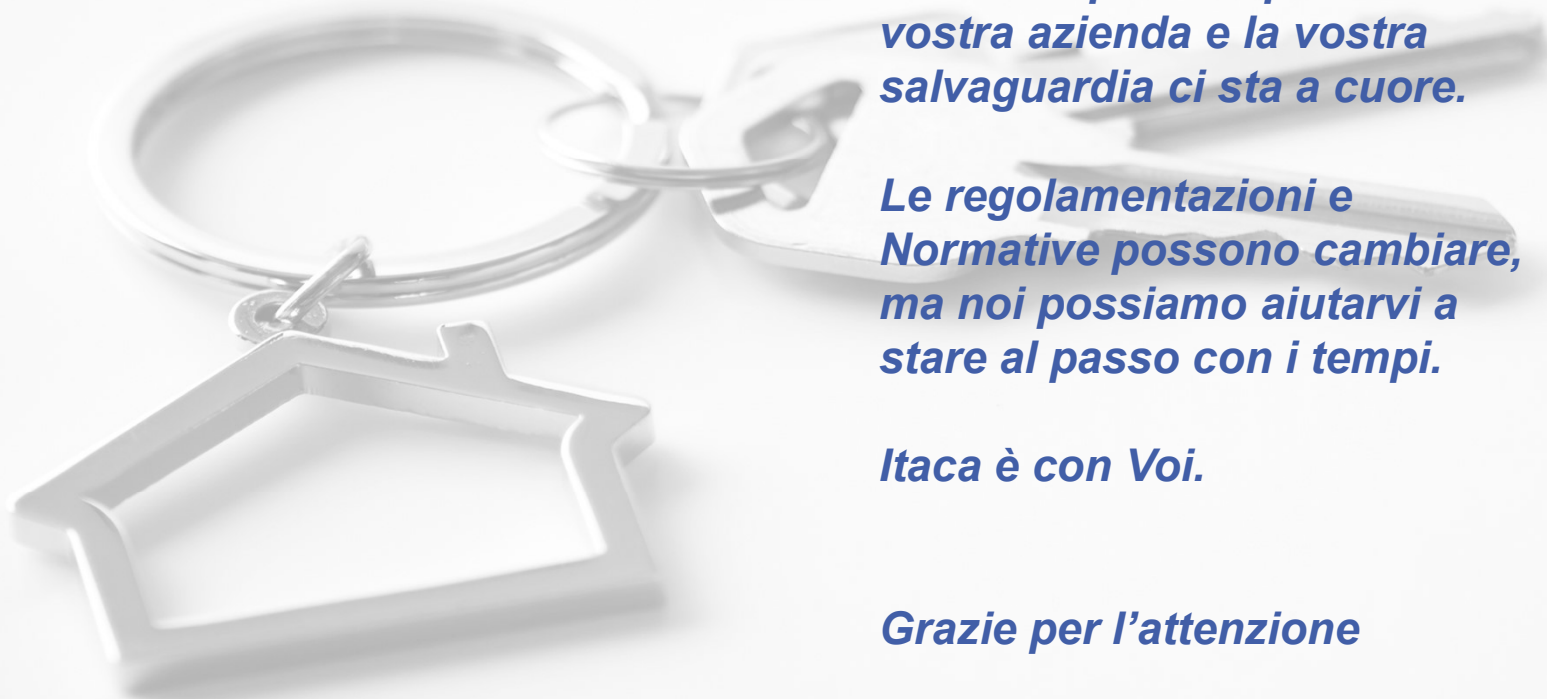 vostra azienda e la vostra
salvaguardia ci sta a cuore.
Le regolamentazioni e
Normative possono cambiare,
ma noi possiamo aiutarvi a
stare al passo con i tempi.
Itaca è con Voi.
Grazie per l’attenzione